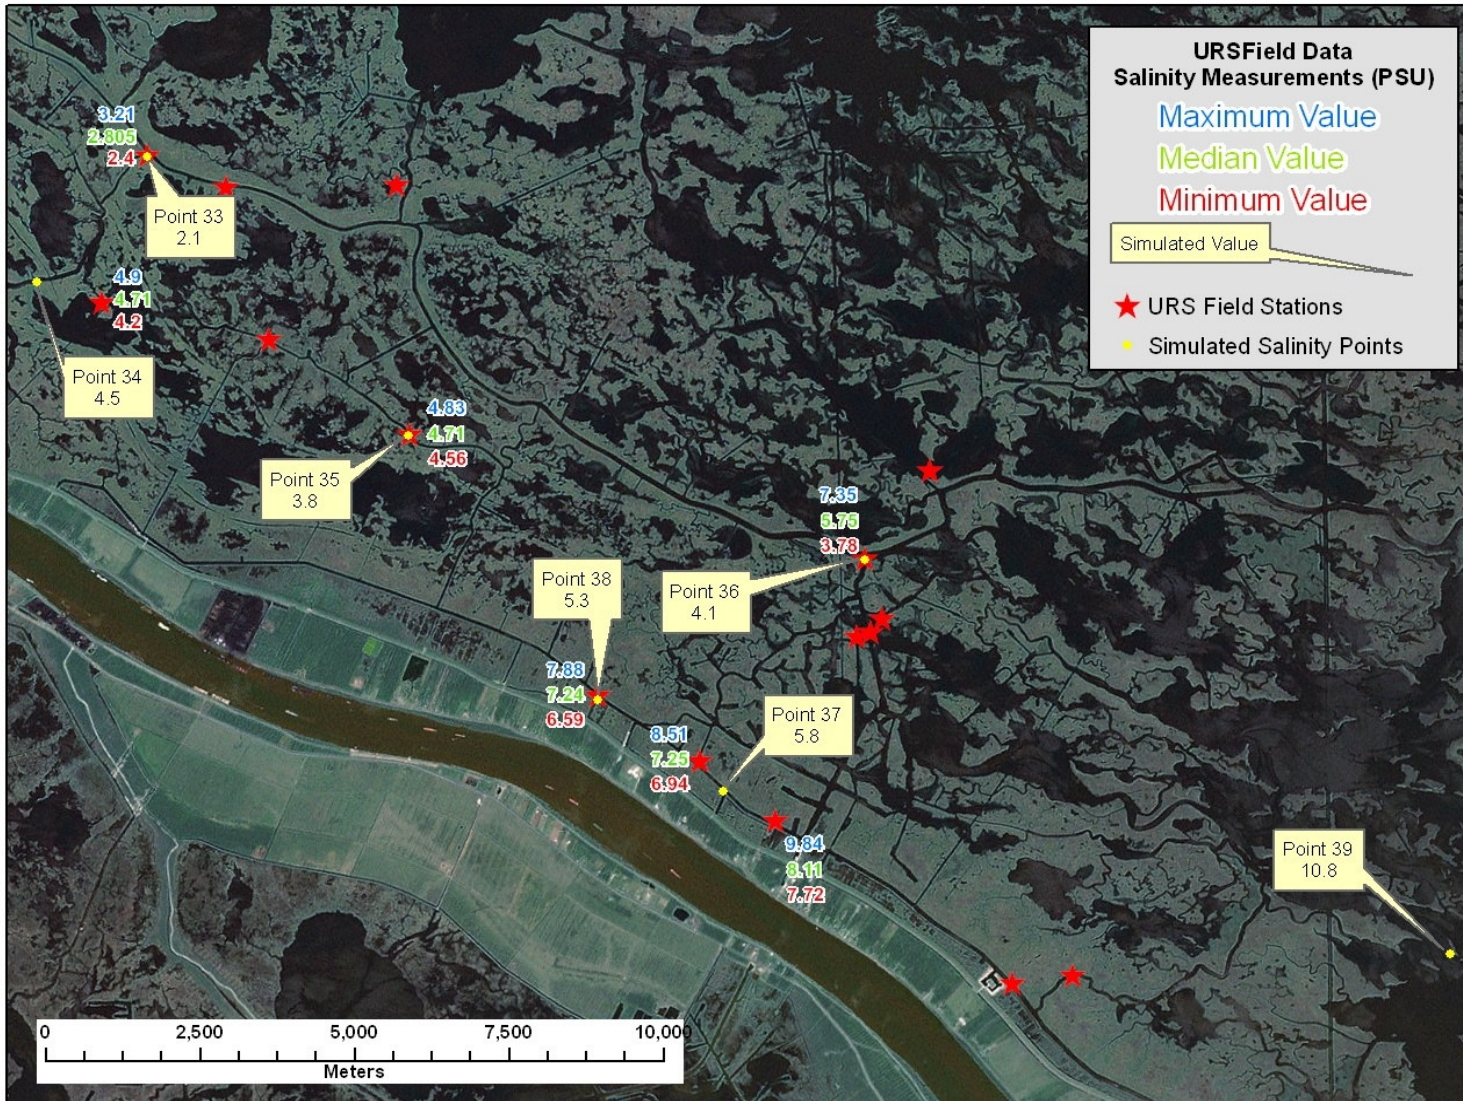 URSField Data
Salinity Measurements (PSU)
Maximum Value
Median Value
Minimum Value
Simulated Value
URS Field Stations
Simulated Salinity Points
3.21
2.805
2.4
Point 33
2.1
4.9
4.71
4.2
Point 34
4.5
4.83
4.71
4.56
Point 35
3.8
7.35
5.75
3.78
Point 36
4.1
Point 38
5.3
7.88
7.24
6.59
Point 37
5.8
8.51
7.25
6.94
9.84
8.11
7.72
Point 39
10.8
0 2,500 5,000 7,500 10,000
Meters